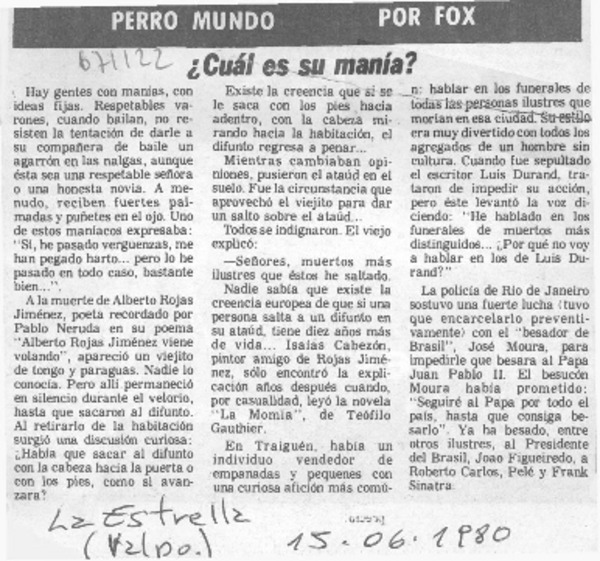 PERRO MUNDO POR FOX
671122
¿Cuál es su manía?
Hay gentes con manías, con
ideas fijas. Respetables va-
rones, cuando bailan, no re-
sisten la tentación de darle a
su compañera de baile un
agarrón en las nalgas, aunque
ésta sea una respetable señora
o una honesta novia. A me-
nudo, reciben fuertes pal-
madas y puñetes en el ojo. Uno
de estos maníacos expresaba:
"Sí, he pasado verguenzas, me
han pegado harto... pero lo he
pasado en todo caso, bastante
bien...".
A la muerte de Alberto Rojas
Jiménez, poeta recordado por
Pablo Neruda en su poema
"Alberto Rojas Jiménez viene
volando", apareció un viejito
de tongo y paraguas. Nadie lo
conocía. Pero allí permaneció
en silencio durante el velorio,
hasta que sacaron al difunto.
Al retirarlo de la habitación
surgió una discusión curiosa:
¿Había que sacar al difunto
con la cabeza hacia la puerta o
con los pies, como si avan-
zara?
Existe la creencia que si se
le saca con los pies hacia
adentro, con la cabeza mi-
rando hacia la habitación, el
difunto regresa a penar...
Mientras cambiaban opi-
niones, pusieron el ataúd en el
suelo. Fue la circunstancia que
aprovechó el viejito para dar
un salto sobre el ataúd...
Todos se indignaron. El viejo
explicó:
—Señores, muertos más
ilustres que éstos he saltado.
Nadie sabía que existe la
creencia europea de que si una
persona salta a un difunto en
su ataúd, tiene diez años más
de vida... Isaías Cabezón,
pintor amigo de Rojas Jimé-
nez, sólo encontró la expli-
cación años después cuando,
por casualidad, leyó la novela
"La Momia", de Teófilo
Gauthier.
En Traiguén, había un
individuo vendedor de
empanadas y pequenes con
una curiosa afición más comú-
n: hablar en los funerales de
todas las personas ilustres que
morían en esa ciudad. Su estilo
era muy divertido con todos los
agregados de un hombre sin
cultura. Cuando fue sepultado
el escritor Luis Durand, tra-
taron de impedir su acción,
pero éste levantó la voz di-
ciendo: "He hablado en los
funerales de muertos más
distinguidos... ¿Por qué no voy
a hablar en los de Luis Du-
rand?"
La policía de Río de Janeiro
sostuvo una fuerte lucha (tuvo
que encarcelarlo preventi-
vamente) con el "besador de
Brasil", José Moura, para
impedirle que besara al Papa
Juan Pablo II. El besucón
Moura había prometido:
"Seguiré al Papa por todo el
país, hasta que consiga be-
sarlo". Ya ha besado, entre
otros ilustres, al Presidente
del Brasil, Joao Figueiredo, a
Roberto Carlos, Pelé y Frank
Sinatra.
La Estrella
(Valpo.) 15.06.1980